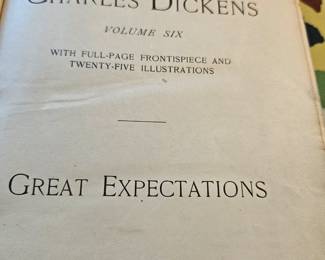 CHARLES DICKENS
VOLUME SIX
WITH FULL-PAGE FRONTISPIECE AND
TWENTY-FIVE ILLUSTRATIONS
GREAT EXPECTATIONS